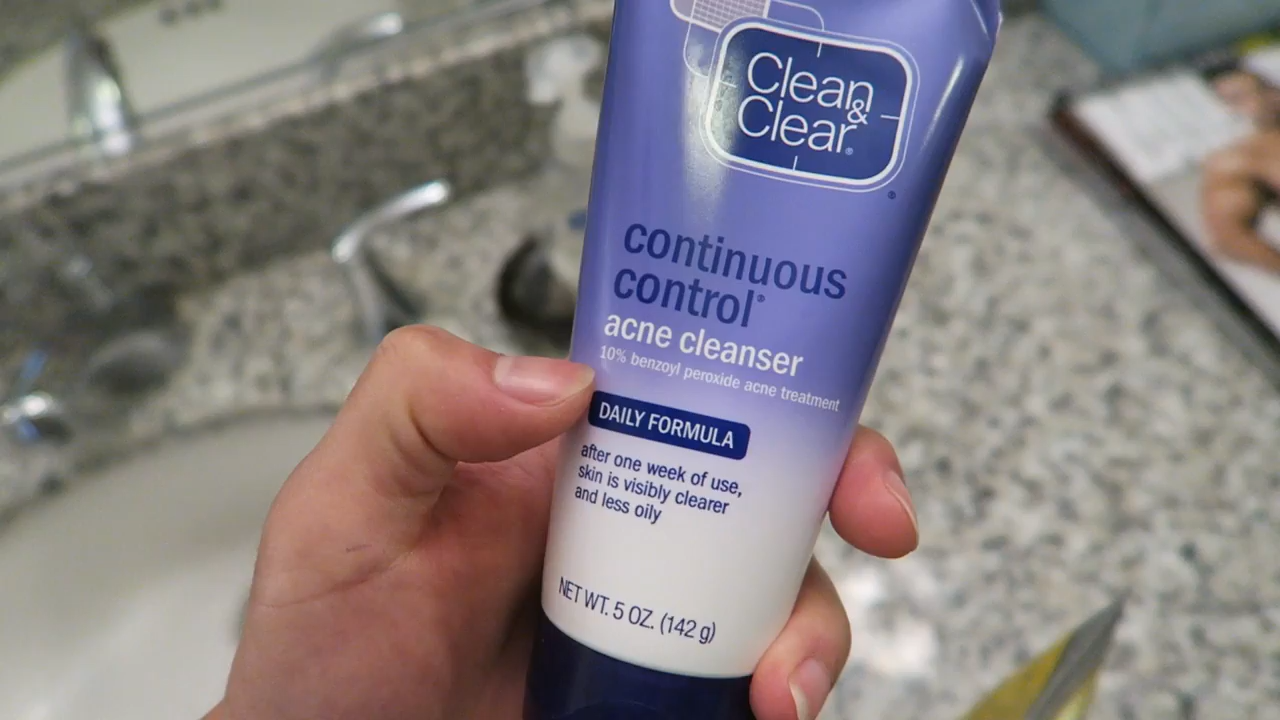 Clean
&
Clear®
®
continuous
control®
acne cleanser
10% benzoyl peroxide acne treatment
DAILY FORMULA
after one week of use,
skin is visibly clearer
and less oily
NET WT. 5 OZ. (142 g)